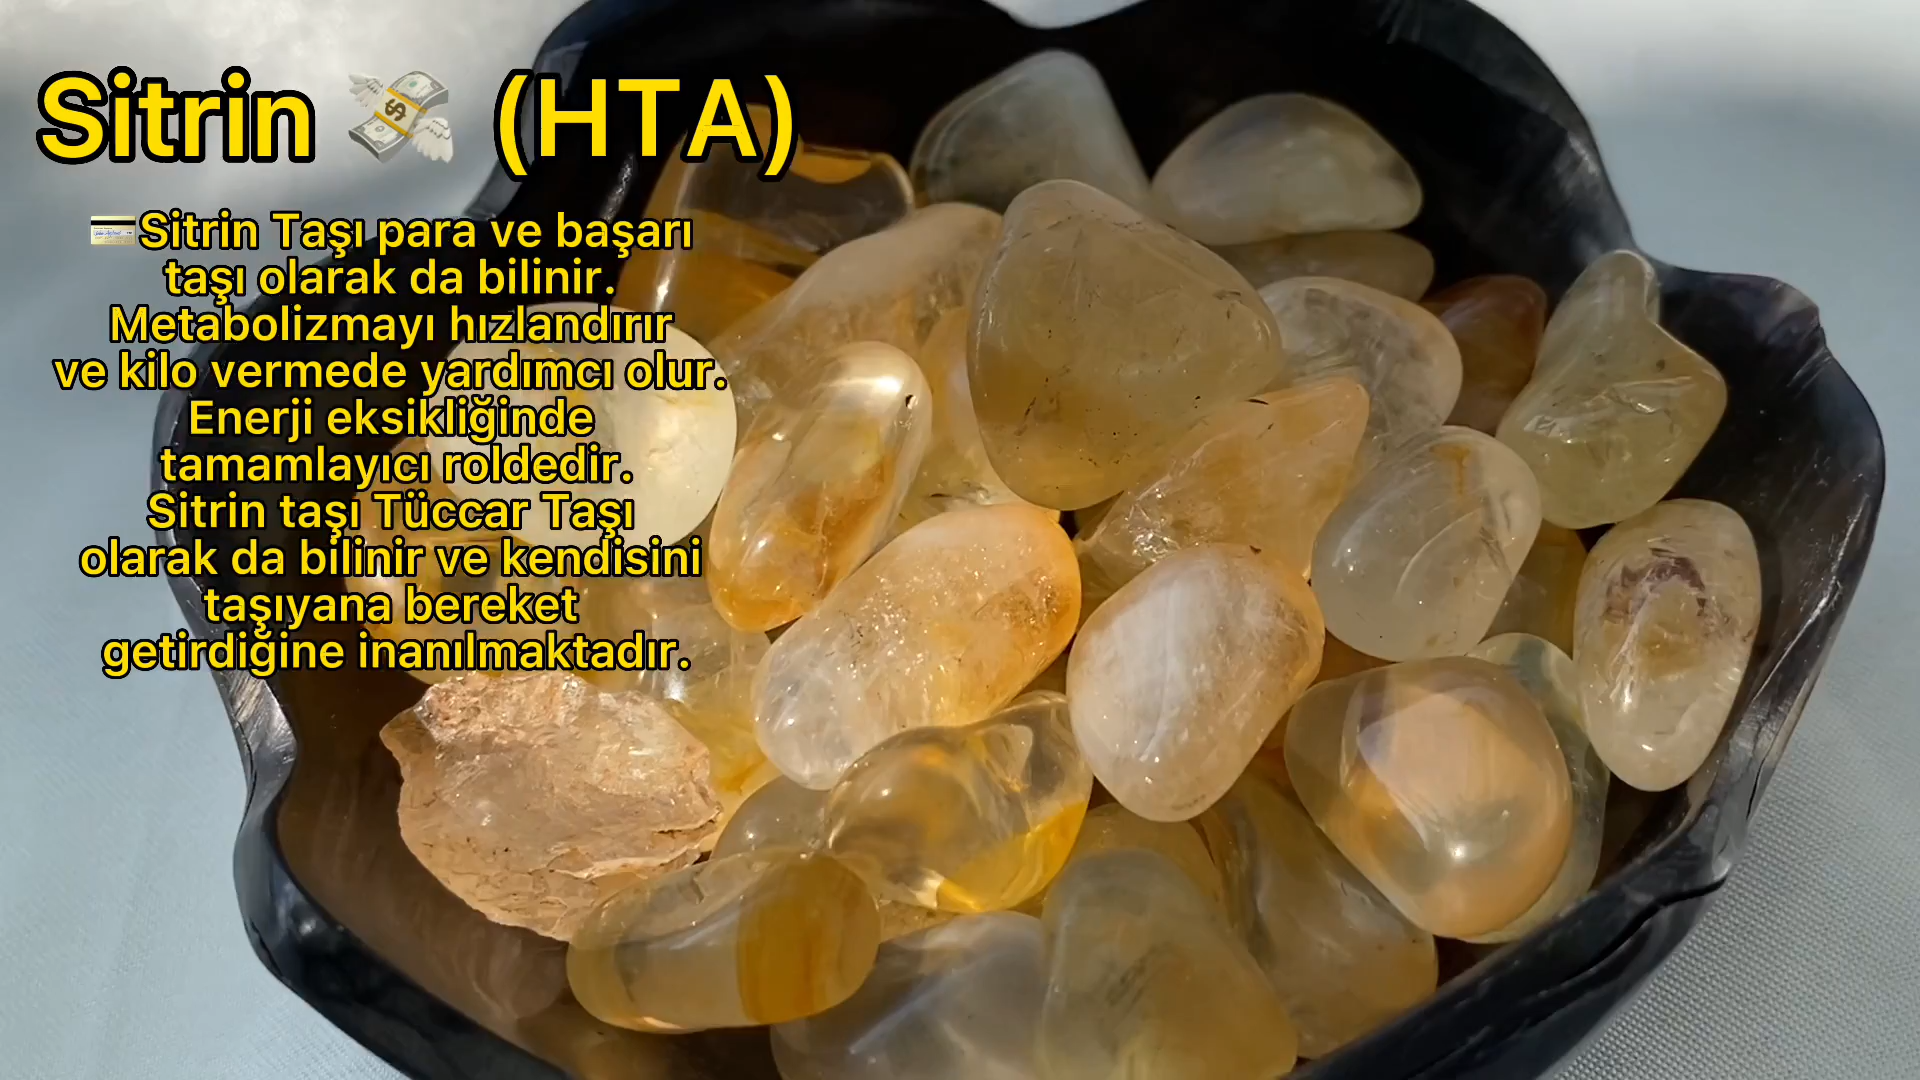 Sitrin 💸 (HTA)
💳Sitrin Taşı para ve başarı
taşı olarak da bilinir.
Metabolizmayı hızlandırır
ve kilo vermede yardımcı olur.
Enerji eksikliğinde
tamamlayıcı roldedir.
Sitrin taşı Tüccar Taşı
olarak da bilinir ve kendisini
taşıyana bereket
getirdiğine inanılmaktadır.